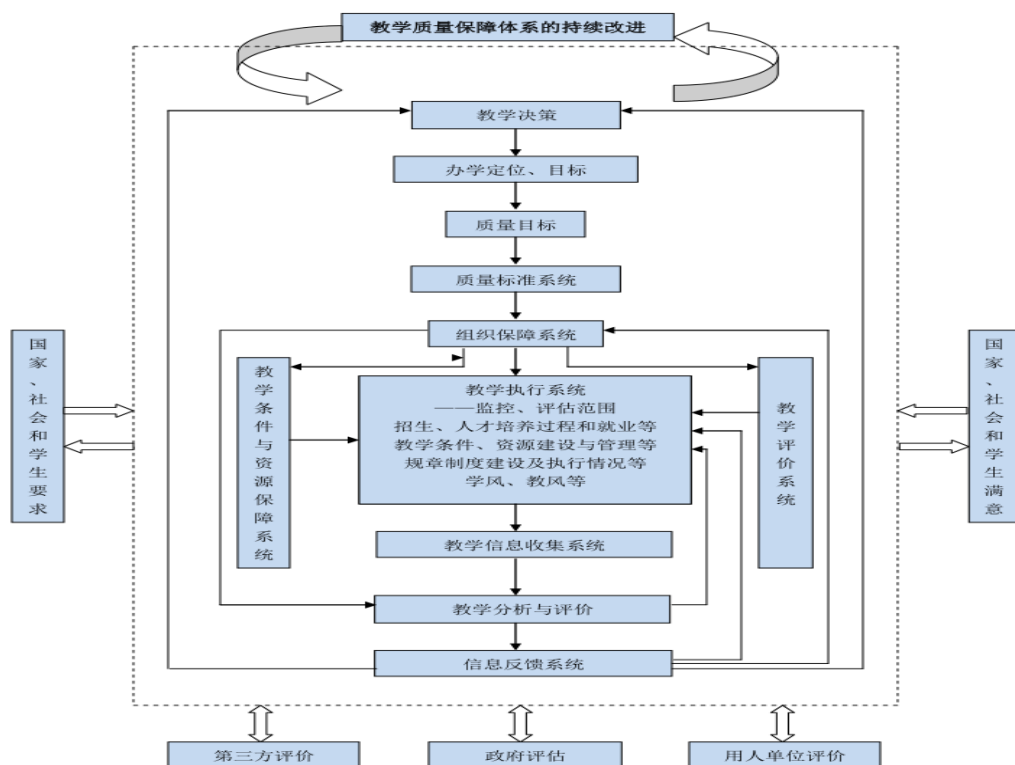 教学质量保障体系的持续改进
教学决策
办学定位、目标
质量目标
质量标准系统
组织保障系统
国家、社会和学生要求
教学条件与资源保障系统
教学执行系统
——监控、评估范围
招生、人才培养过程和就业等
教学条件、资源建设与管理等
规章制度建设及执行情况等
学风、教风等
教学评价系统
国家、社会和学生满意
教学信息收集系统
教学分析与评价
信息反馈系统
第三方评价
政府评估
用人单位评价